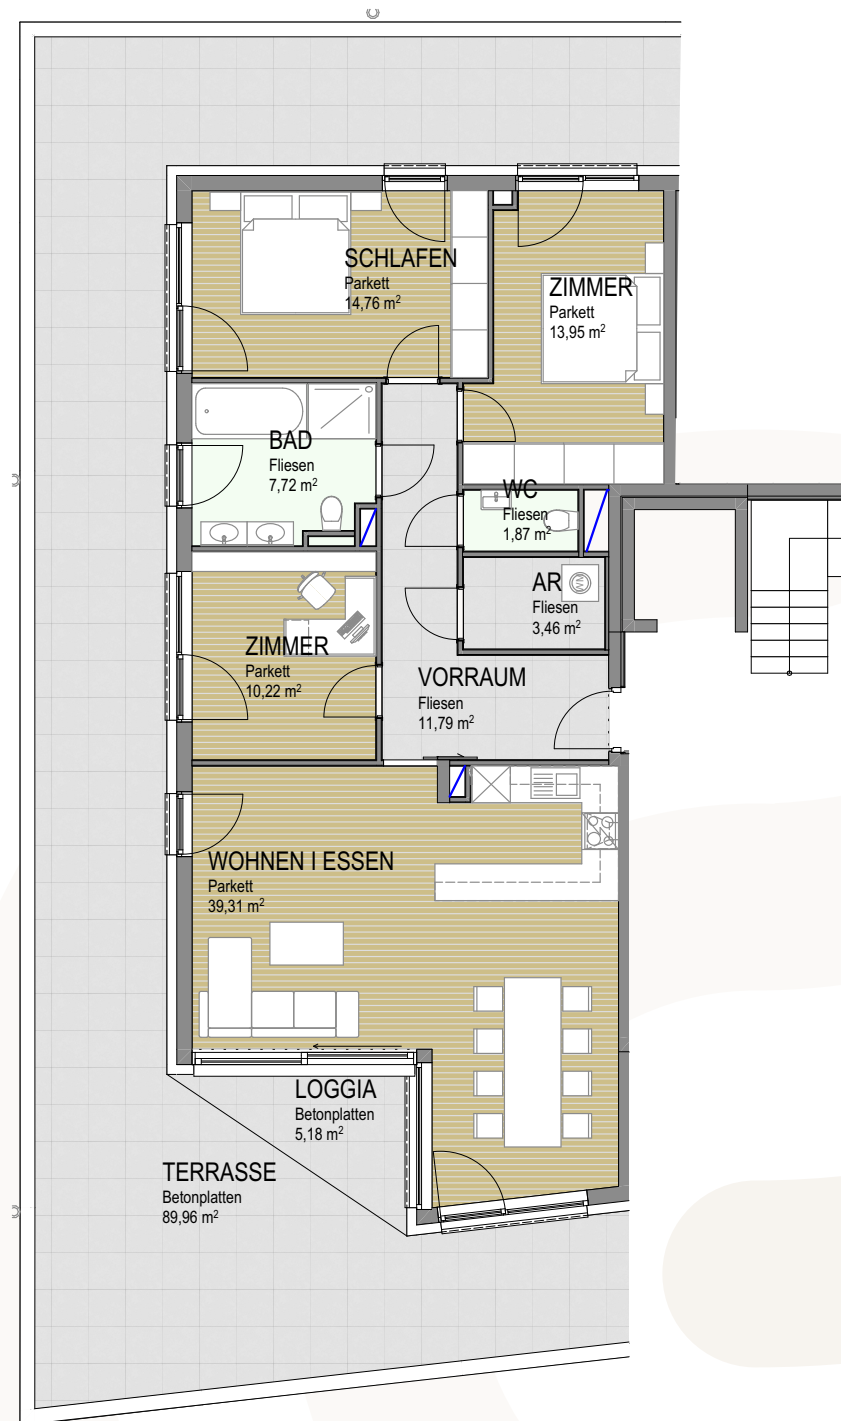 SCHLAFEN
Parkett
14,76 m²
ZIMMER
Parkett
13,95 m²
BAD
Fliesen
7,72 m²
WC
Fliesen
1,87 m²
AR
Fliesen
3,46 m²
ZIMMER
Parkett
10,22 m²
VORRAUM
Fliesen
11,79 m²
WOHNEN I ESSEN
Parkett
39,31 m²
LOGGIA
Betonplatten
5,18 m²
TERRASSE
Betonplatten
89,96 m²